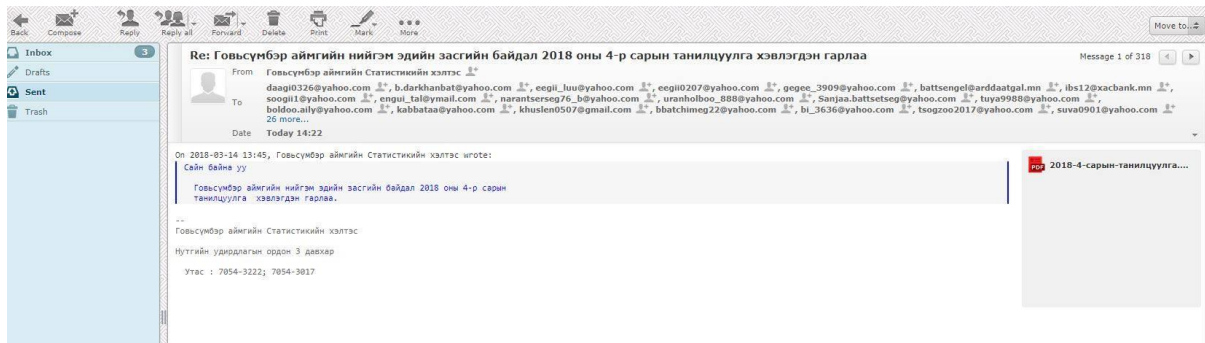 Back Compose Reply Reply all Forward Delete Print Mark More Move to...
Inbox 3
Drafts
Sent
Trash
Re: Говьсүмбэр аймгийн нийгэм эдийн засгийн байдал 2018 оны 4-р сарын танилцуулга хэвлэгдэн гарлаа
Message 1 of 318
From Говьсүмбэр аймгийн Статистикийн хэлтэс
To daagi0326@yahoo.com, b.darkhanbat@yahoo.com, eegii_luu@yahoo.com, eegii0207@yahoo.com, gegee_3909@yahoo.com, battsengel@arddaatgal.mn, ibs12@xacbank.mn,
soogii1@yahoo.com, engui_tal@ymail.com, narantserseg76_b@yahoo.com, uranholboo_888@yahoo.com, Sanjaa.battsetseg@yahoo.com, tuya9988@yahoo.com,
boldoo.aily@yahoo.com, kabbataa@yahoo.com, khuslen0507@gmail.com, bbatchimeg22@yahoo.com, bi_3636@yahoo.com, tsogzoo2017@yahoo.com, suva0901@yahoo.com
26 more...
Date Today 14:22
On 2018-03-14 13:45, Говьсүмбэр аймгийн Статистикийн хэлтэс wrote:
Сайн байна уу
Говьсүмбэр аймгийн нийгэм эдийн засгийн байдал 2018 оны 4-р сарын
танилцуулга хэвлэгдэн гарлаа.
--
Говьсүмбэр аймгийн Статистикийн хэлтэс
Нутгийн удирдлагын ордон 3 давхар
Утас : 7054-3222; 7054-3017
PDF 2018-4-сарын-танилцуулга....